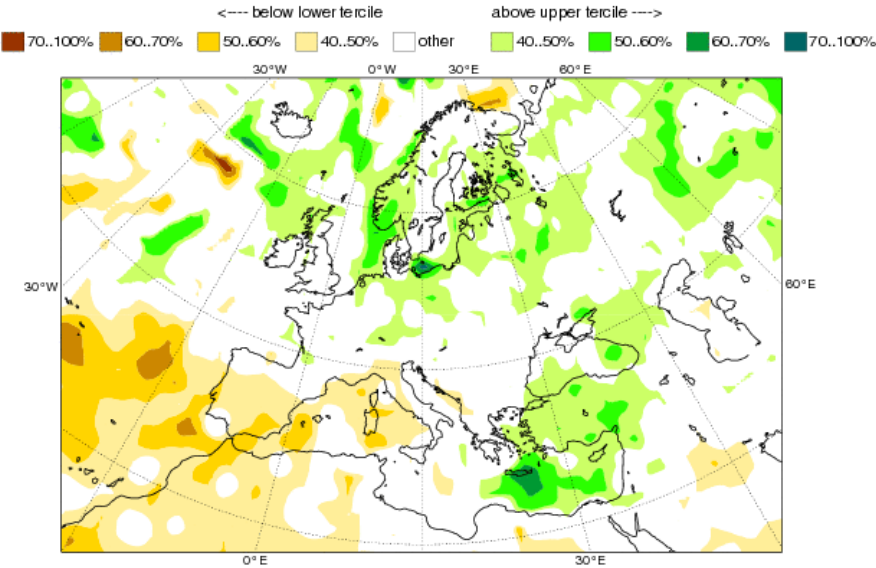 <---- below lower tercile above upper tercile ---->
70..100% 60..70% 50..60% 40..50% other 40..50% 50..60% 60..70% 70..100%
30°W 0°W 30°E 60°E
30°W 60°E
0°E 30°E